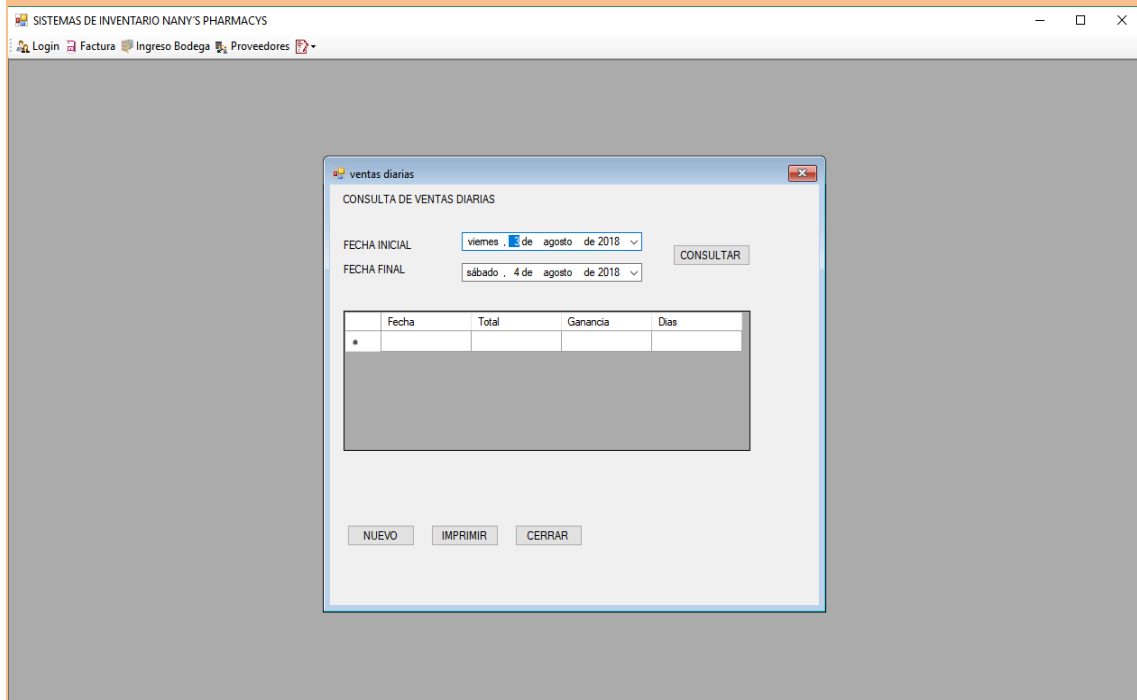 SISTEMAS DE INVENTARIO NANY'S PHARMACYS
Login Factura Ingreso Bodega Proveedores
ventas diarias
CONSULTA DE VENTAS DIARIAS
FECHA INICIAL viernes , 3 de agosto de 2018
CONSULTAR
FECHA FINAL sábado , 4 de agosto de 2018
Fecha Total Ganancia Dias
NUEVO IMPRIMIR CERRAR